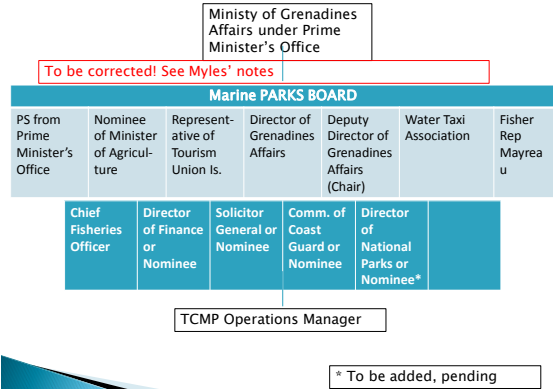 Ministy of Grenadines
Affairs under Prime
Minister's Office
To be corrected! See Myles' notes
Marine PARKS BOARD
PS from
Prime
Minister's
Office
Nominee
of Minister
of Agricul-
ture
Represent-
ative of
Tourism
Union Is.
Director of
Grenadines
Affairs
Deputy
Director of
Grenadines
Affairs
(Chair)
Water Taxi
Association
Fisher
Rep
Mayrea
u
Chief
Fisheries
Officer
Director
of Finance
or
Nominee
Solicitor
General or
Nominee
Comm. of
Coast
Guard or
Nominee
Director
of
National
Parks or
Nominee*
TCMP Operations Manager
* To be added, pending